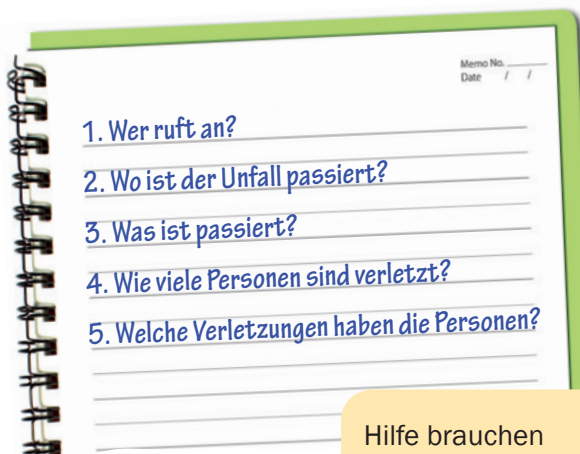 Memo No.
Date / /
1. Wer ruft an?
2. Wo ist der Unfall passiert?
3. Was ist passiert?
4. Wie viele Personen sind verletzt?
5. Welche Verletzungen haben die Personen?
Hilfe brauchen